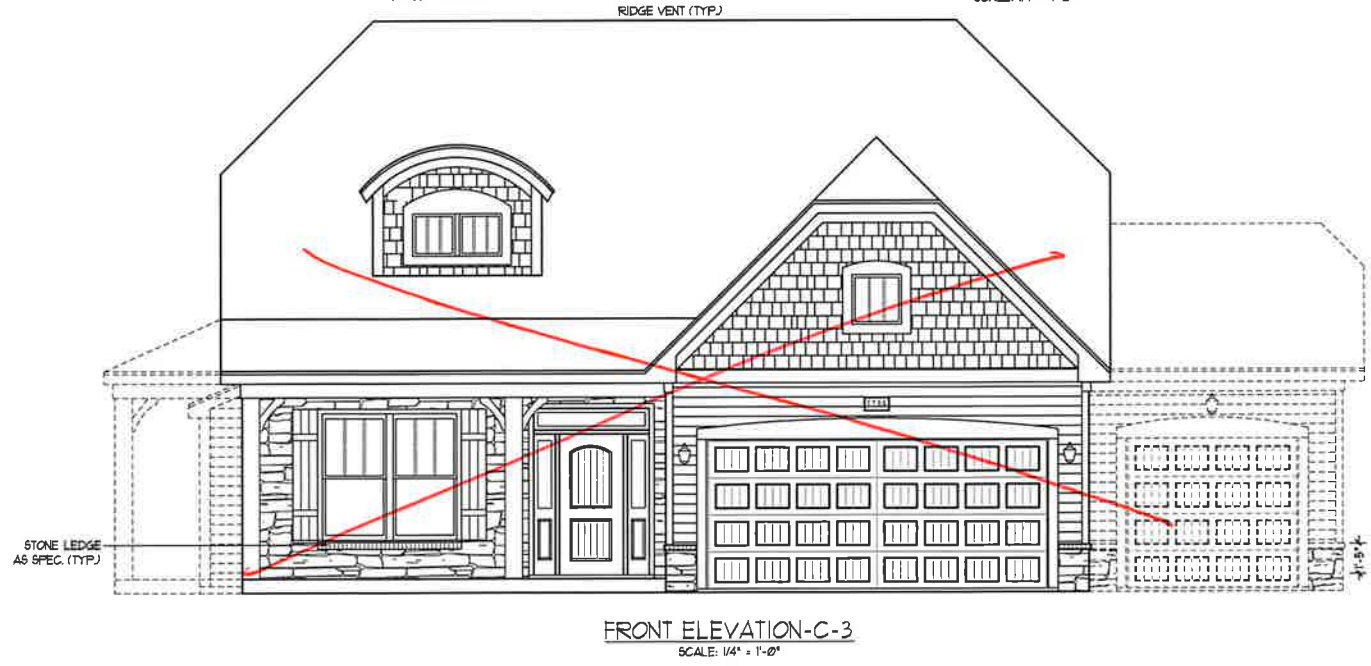 RIDGE VENT (TYP.)
STONE LEDGE
AS SPEC. (TYP.)
FRONT ELEVATION-C-3
SCALE: 1/4" = 1'-0"